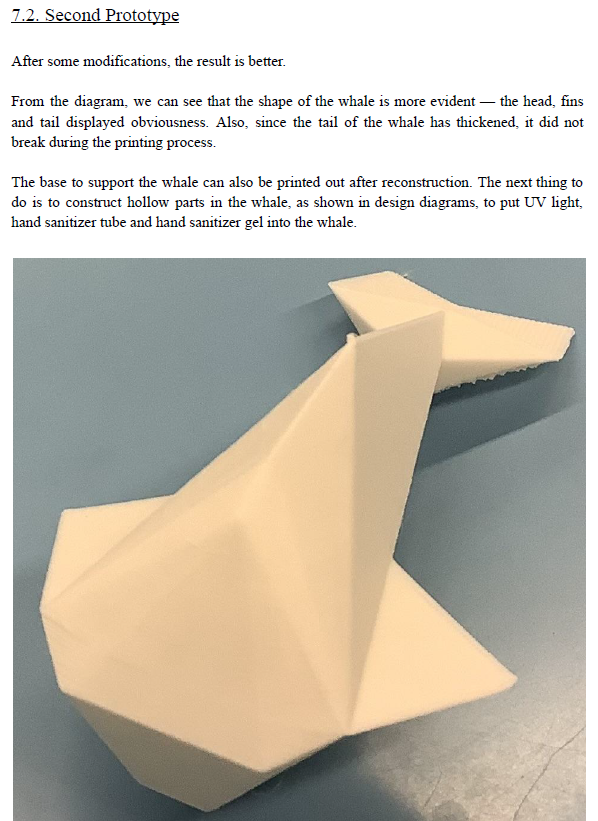 7.2. Second Prototype
After some modifications, the result is better.
From the diagram, we can see that the shape of the whale is more evident — the head, fins
and tail displayed obviousness. Also, since the tail of the whale has thickened, it did not
break during the printing process.
The base to support the whale can also be printed out after reconstruction. The next thing to
do is to construct hollow parts in the whale, as shown in design diagrams, to put UV light,
hand sanitizer tube and hand sanitizer gel into the whale.